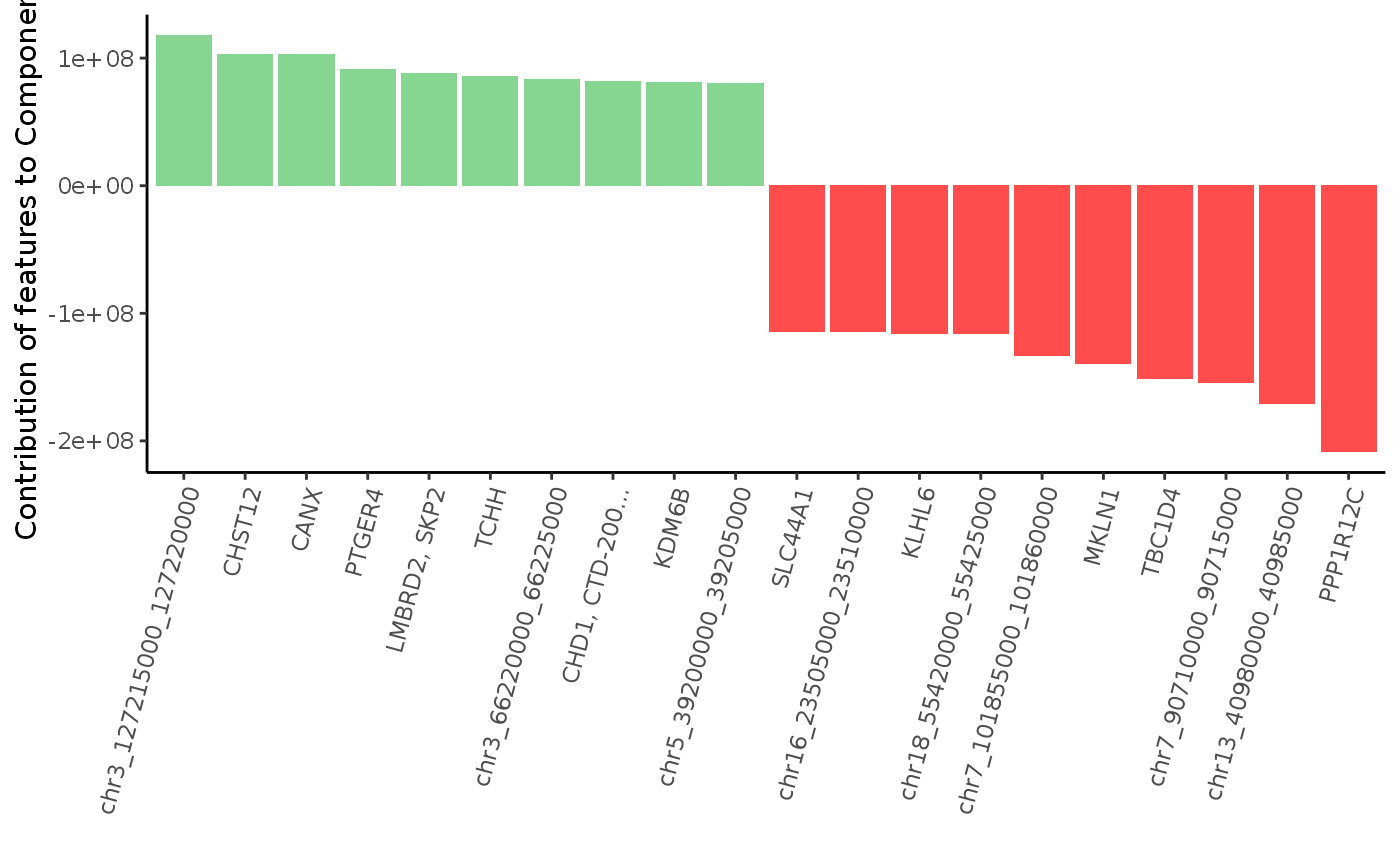 Contribution of features to Componen
1e+08
0e+00
-1e+08
-2e+08
chr3_127215000_127220000
CHST12
CANX
PTGER4
LMBRD2, SKP2
TCHH
chr3_66220000_66225000
CHD1, CTD-200...
KDM6B
chr5_39200000_39205000
SLC44A1
chr16_23505000_23510000
KLHL6
chr18_55420000_55425000
chr7_101855000_101860000
MKLN1
TBC1D4
chr7_90710000_90715000
chr13_40980000_40985000
PPP1R12C